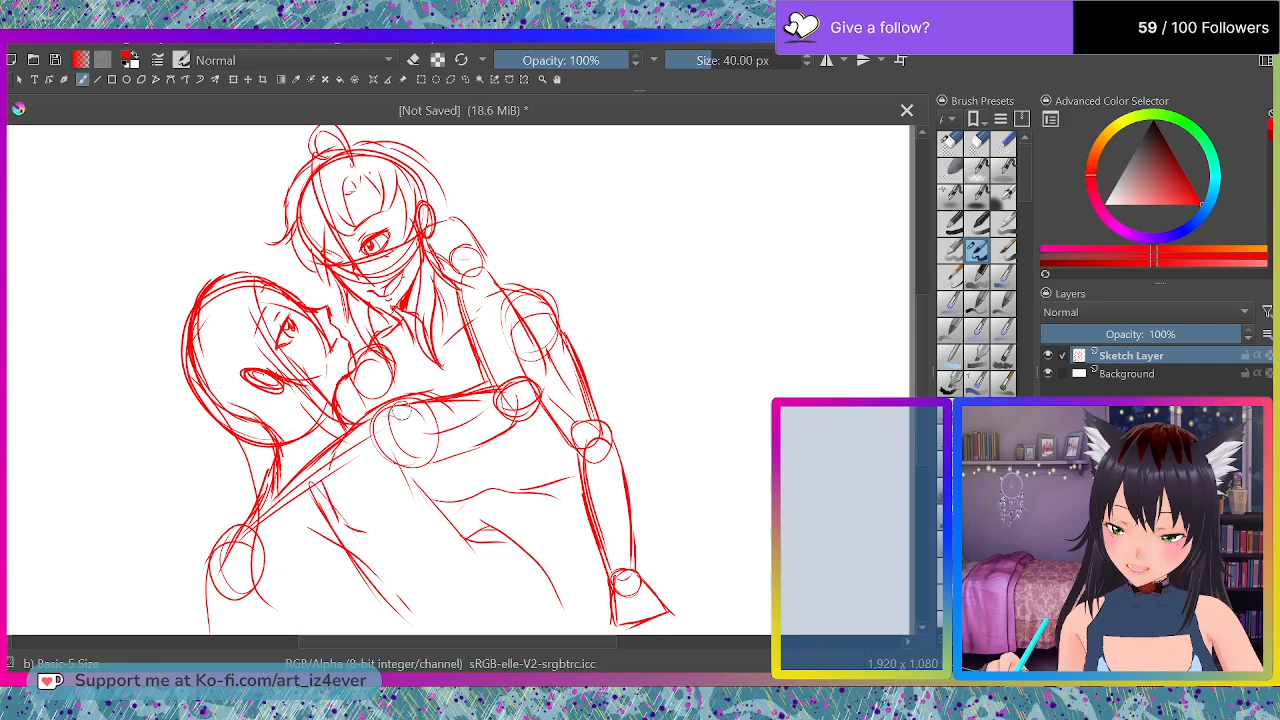 Give a follow?
59 / 100 Followers
Normal
Opacity: 100%
Size: 40.00 px
[Not Saved] (18.6 MiB) *
Brush Presets
Advanced Color Selector
Layers
Normal
Opacity: 100%
Sketch Layer
Background
b) Basic-5 Size
RGB/Alpha (8-bit integer/channel) sRGB-elle-V2-srgbtrc.icc
1,920 x 1,080
Support me at Ko-fi.com/art_iz4ever